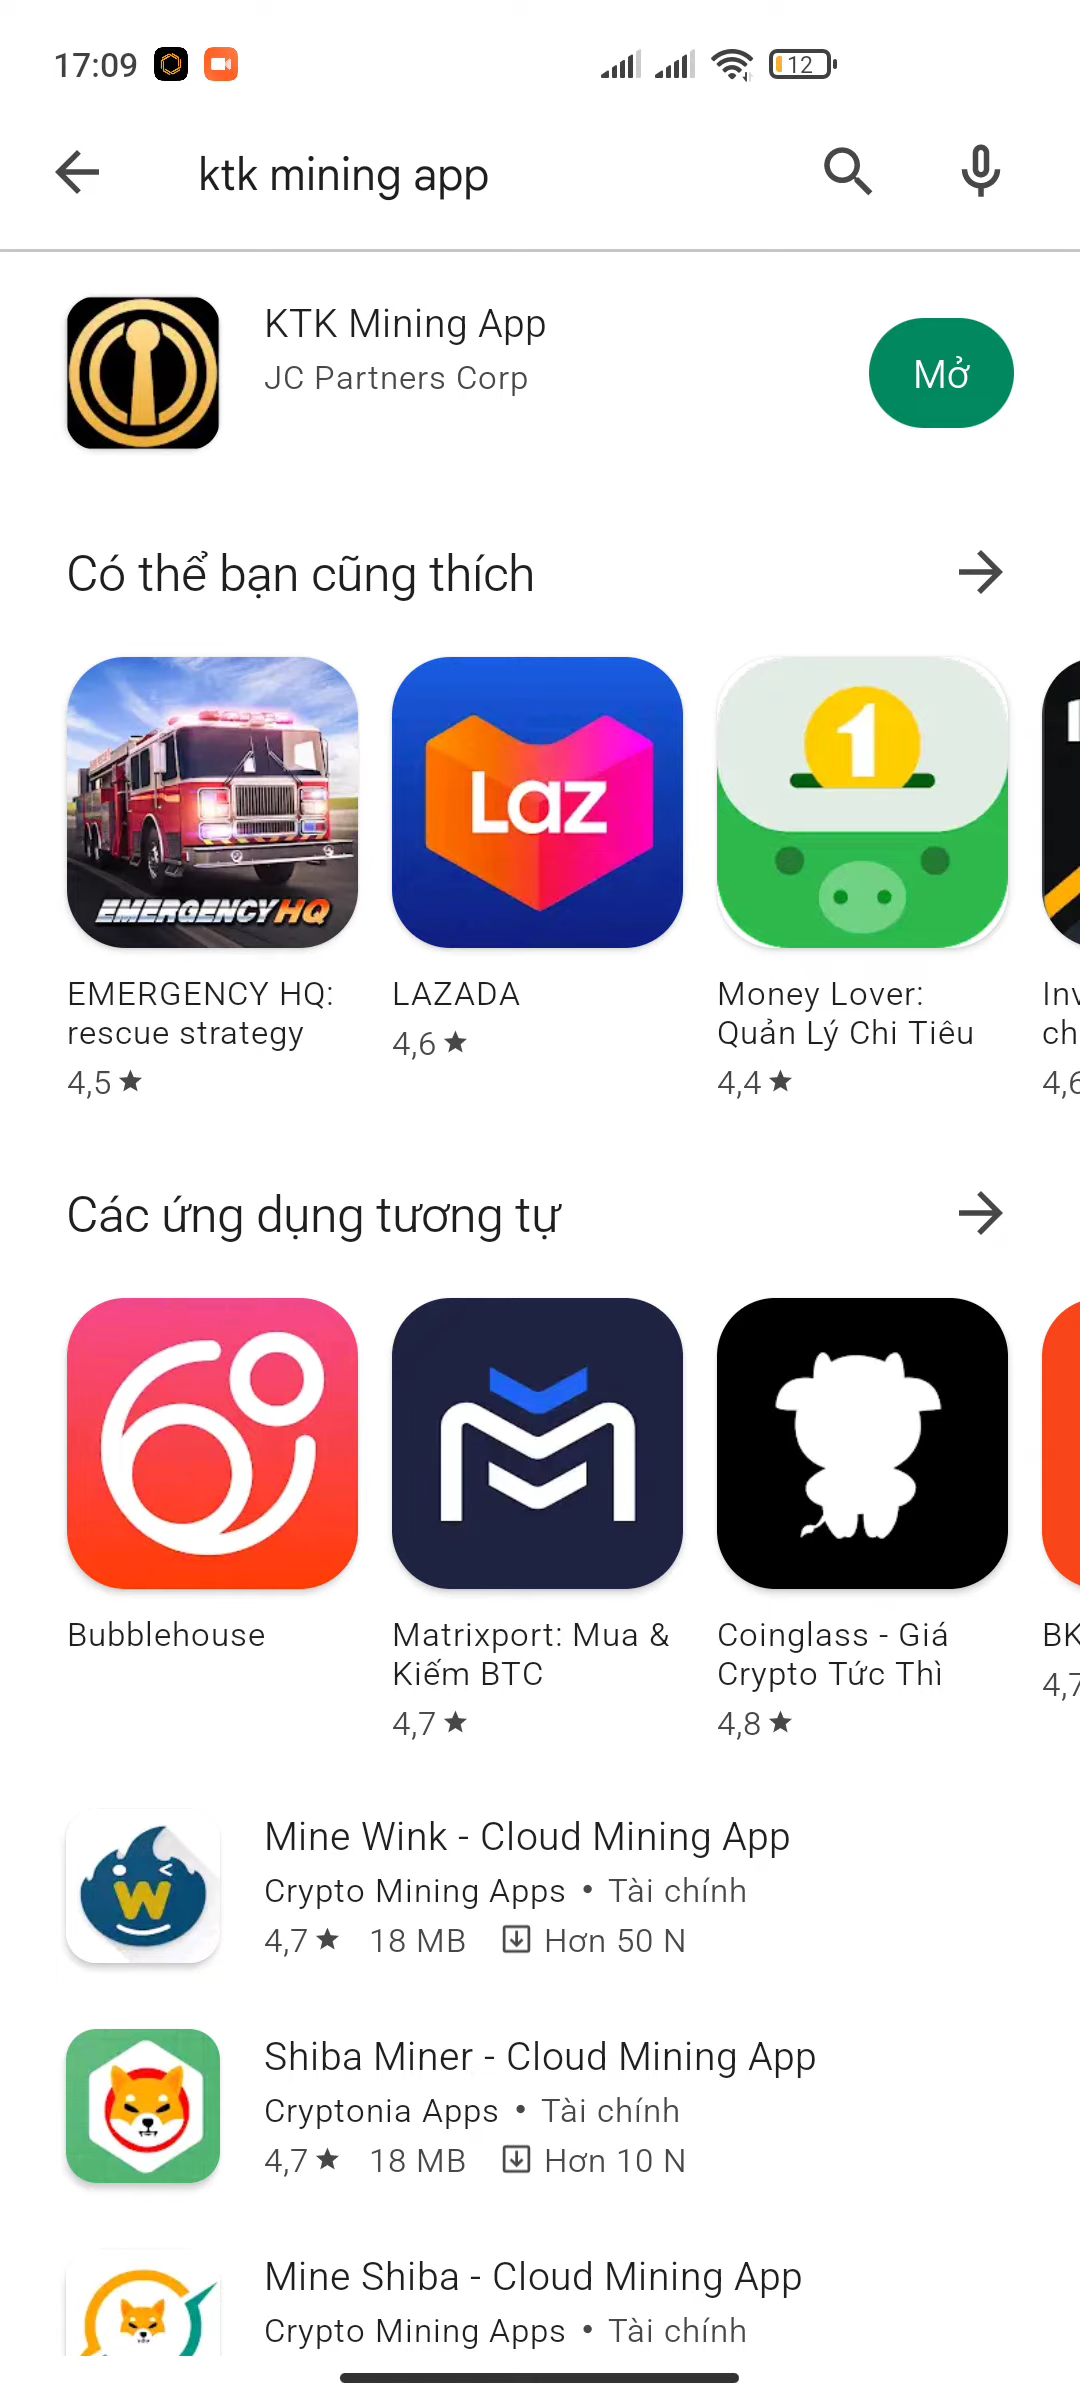 17:09
12
ktk mining app
KTK Mining App
JC Partners Corp
Mở
Có thể bạn cũng thích
1
Laz
EMERGENCY HQ
EMERGENCY HQ:
rescue strategy
4,5 ★
LAZADA
4,6 ★
Money Lover:
Quản Lý Chi Tiêu
4,4 ★
Các ứng dụng tương tự
Bubblehouse
Matrixport: Mua &
Kiếm BTC
4,7 ★
Coinglass - Giá
Crypto Tức Thì
4,8 ★
BK
4,7
W
Mine Wink - Cloud Mining App
Crypto Mining Apps • Tài chính
4,7 ★ 18 MB Hơn 50 N
Shiba Miner - Cloud Mining App
Cryptonia Apps • Tài chính
4,7 ★ 18 MB Hơn 10 N
Mine Shiba - Cloud Mining App
Crypto Mining Apps • Tài chính